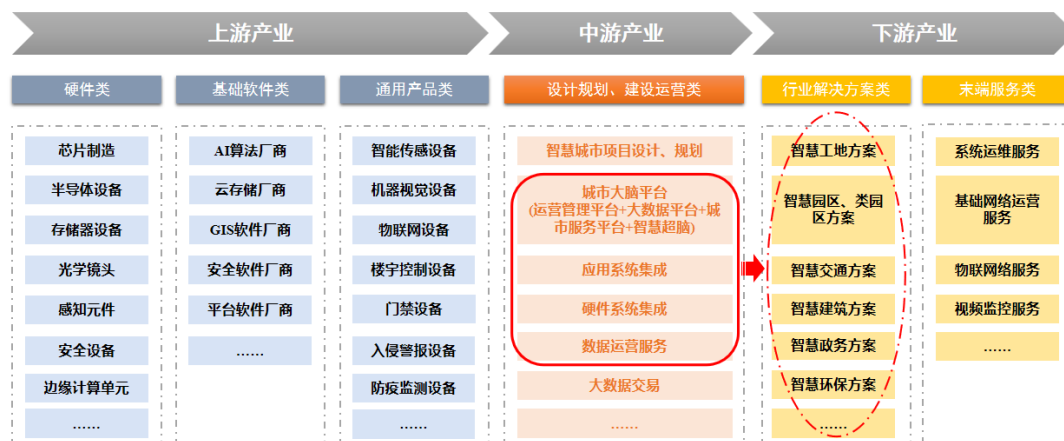 上游产业
中游产业
下游产业
硬件类
基础软件类
通用产品类
设计规划、建设运营类
行业解决方案类
末端服务类
芯片制造
半导体设备
存储器设备
光学镜头
感知元件
安全设备
边缘计算单元
……
AI算法厂商
云存储厂商
GIS软件厂商
安全软件厂商
平台软件厂商
……
智能传感设备
机器视觉设备
物联网设备
楼宇控制设备
门禁设备
入侵警报设备
防疫监测设备
……
智慧城市项目设计、规划
城市大脑平台
(运营管理平台+大数据平台+城
市服务平台+智慧超脑)
应用系统集成
硬件系统集成
数据运营服务
大数据交易
……
智慧工地方案
智慧园区、类园
区方案
智慧交通方案
智慧建筑方案
智慧政务方案
智慧环保方案
……
系统运维服务
基础网络运营
服务
物联网络服务
视频监控服务
……